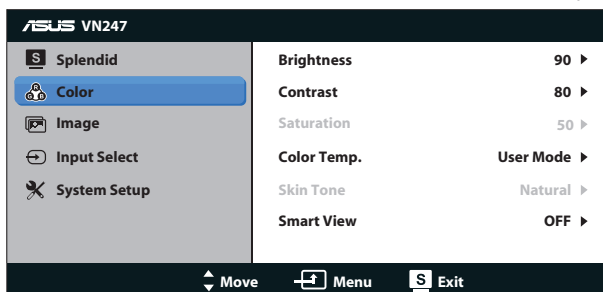 ASUS VN247
S Splendid
Color
Image
Input Select
System Setup
Brightness 90
Contrast 80
Saturation 50
Color Temp. User Mode
Skin Tone Natural
Smart View OFF
Move Menu S Exit